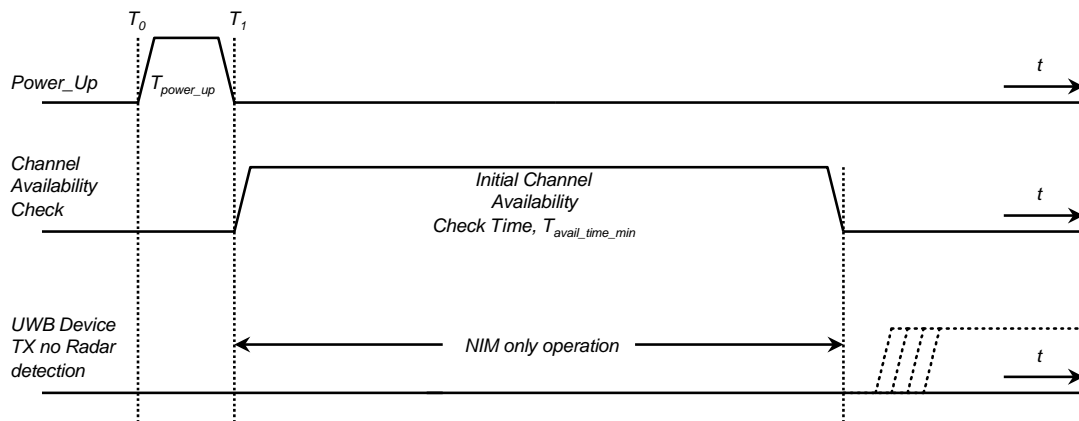 T0 T1
Power_Up
Tpower_up
t
Channel
Availability
Check
Initial Channel
Availability
Check Time, Tavail_time_min
t
UWB Device
TX no Radar
detection
NIM only operation
t